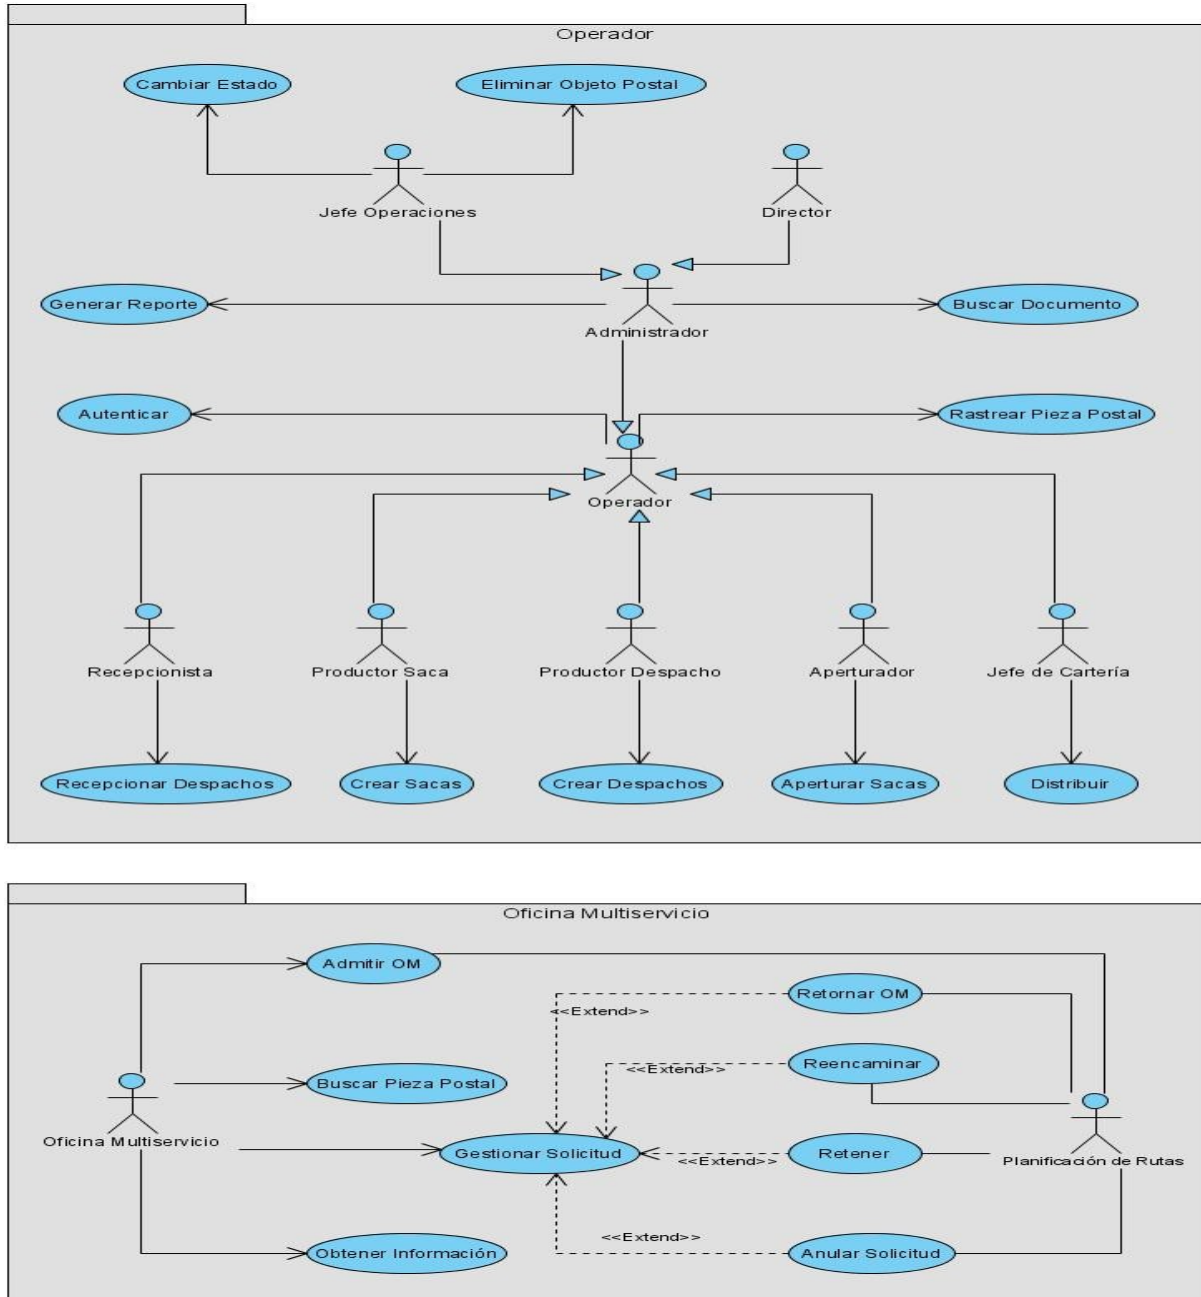 Operador
Cambiar Estado
Eliminar Objeto Postal
Jefe Operaciones
Director
Generar Reporte
Buscar Documento
Administrador
Autenticar
Rastrear Pieza Postal
Operador
Recepcionista
Productor Saca
Productor Despacho
Aperturador
Jefe de Cartería
Recepcionar Despachos
Crear Sacas
Crear Despachos
Aperturar Sacas
Distribuir
Oficina Multiservicio
Admitir OM
Retornar OM
<<Extend>>
Reencaminar
<<Extend>>
Buscar Pieza Postal
Oficina Multiservicio
Gestionar Solicitud
<<Extend>>
Retener
Planificación de Rutas
<<Extend>>
Obtener Información
Anular Solicitud